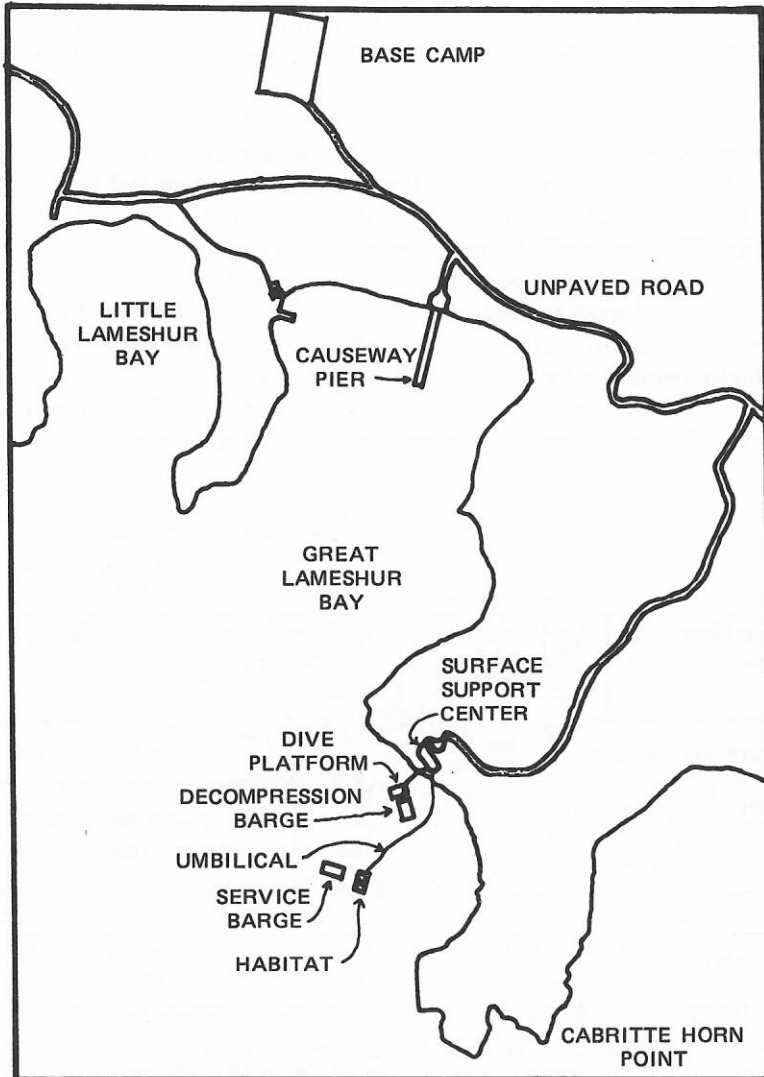 BASE CAMP
UNPAVED ROAD
LITTLE
LAMESHUR
BAY
CAUSEWAY
PIER
GREAT
LAMESHUR
BAY
SURFACE
SUPPORT
CENTER
DIVE
PLATFORM
DECOMPRESSION
BARGE
UMBILICAL
SERVICE
BARGE
HABITAT
CABRITTE HORN
POINT